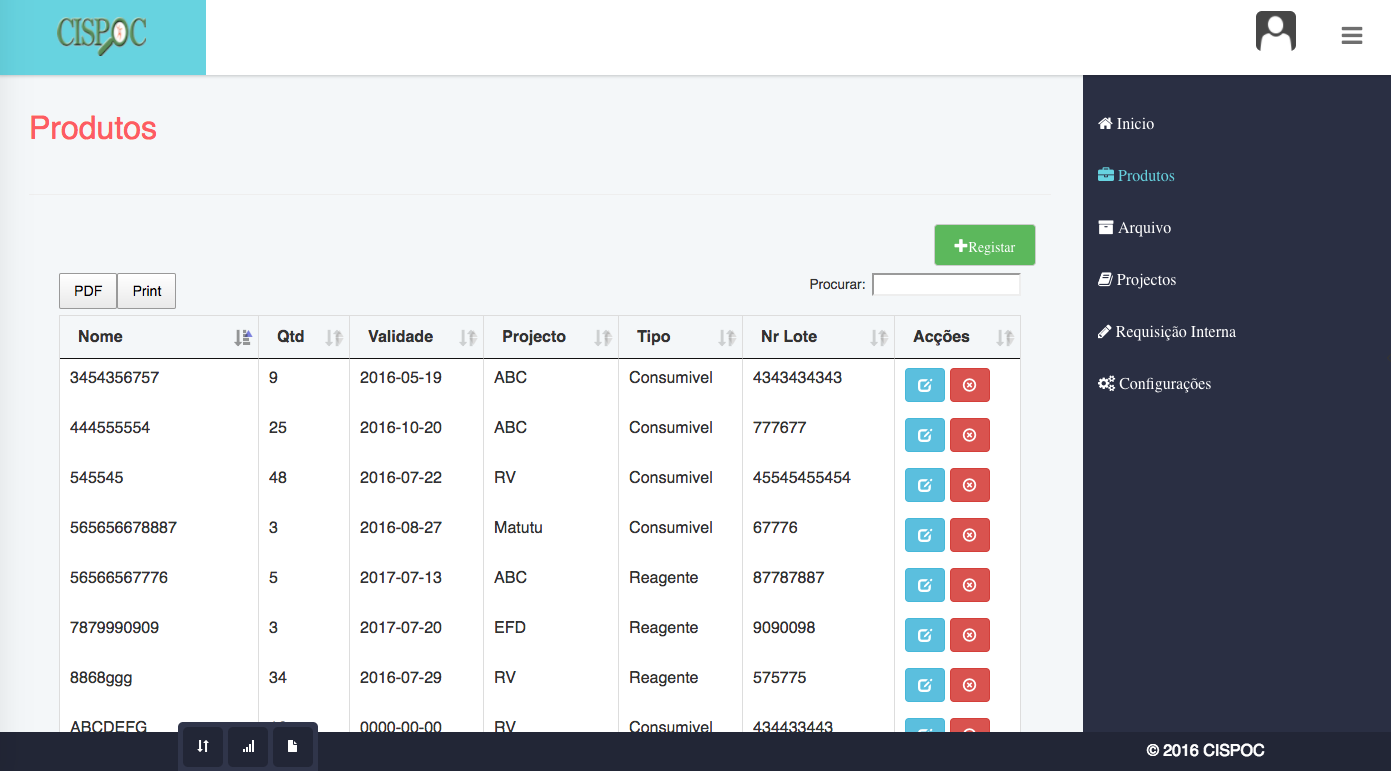 CISPOC
Produtos
Registar
PDF Print Procurar:
Nome Qtd Validade Projecto Tipo Nr Lote Acções
3454356757 9 2016-05-19 ABC Consumivel 4343434343
444555554 25 2016-10-20 ABC Consumivel 777677
545545 48 2016-07-22 RV Consumivel 45545455454
565656678887 3 2016-08-27 Matutu Consumivel 67776
56566567776 5 2017-07-13 ABC Reagente 87787887
7879990909 3 2017-07-20 EFD Reagente 9090098
8868ggg 34 2016-07-29 RV Reagente 575775
ABCDEFG 0000-00-00 RV Consumivel 434433443
Inicio
Produtos
Arquivo
Projectos
Requisição Interna
Configurações
© 2016 CISPOC